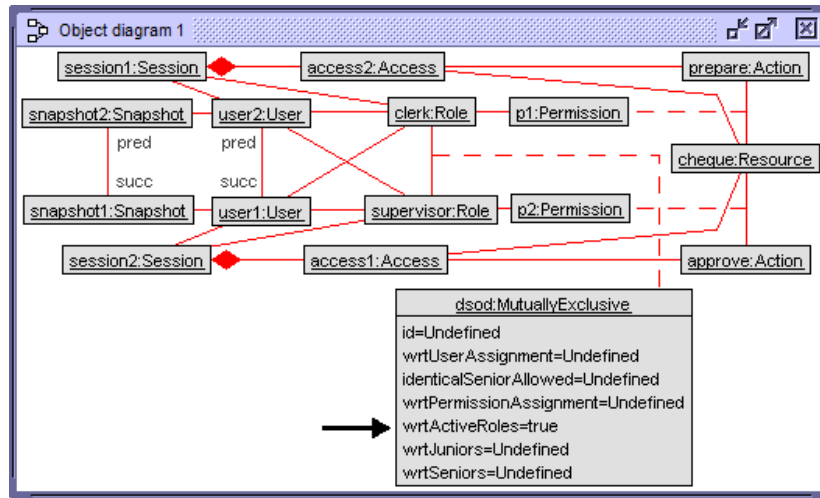 Object diagram 1
session1:Session
access2:Access
prepare:Action
snapshot2:Snapshot
user2:User
clerk:Role
p1:Permission
pred
pred
cheque:Resource
succ
succ
snapshot1:Snapshot
user1:User
supervisor:Role
p2:Permission
session2:Session
access1:Access
approve:Action
dsod:MutuallyExclusive
id=Undefined
wrtUserAssignment=Undefined
identicalSeniorAllowed=Undefined
wrtPermissionAssignment=Undefined
wrtActiveRoles=true
wrtJuniors=Undefined
wrtSeniors=Undefined